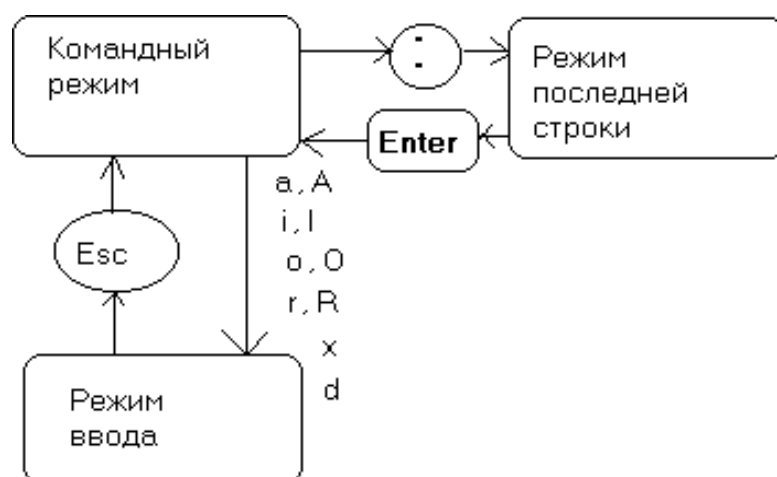 Командный
режим
:
Режим
последней
строки
Enter
a, A
i, I
o, O
r, R
x
d
Esc
Режим
ввода